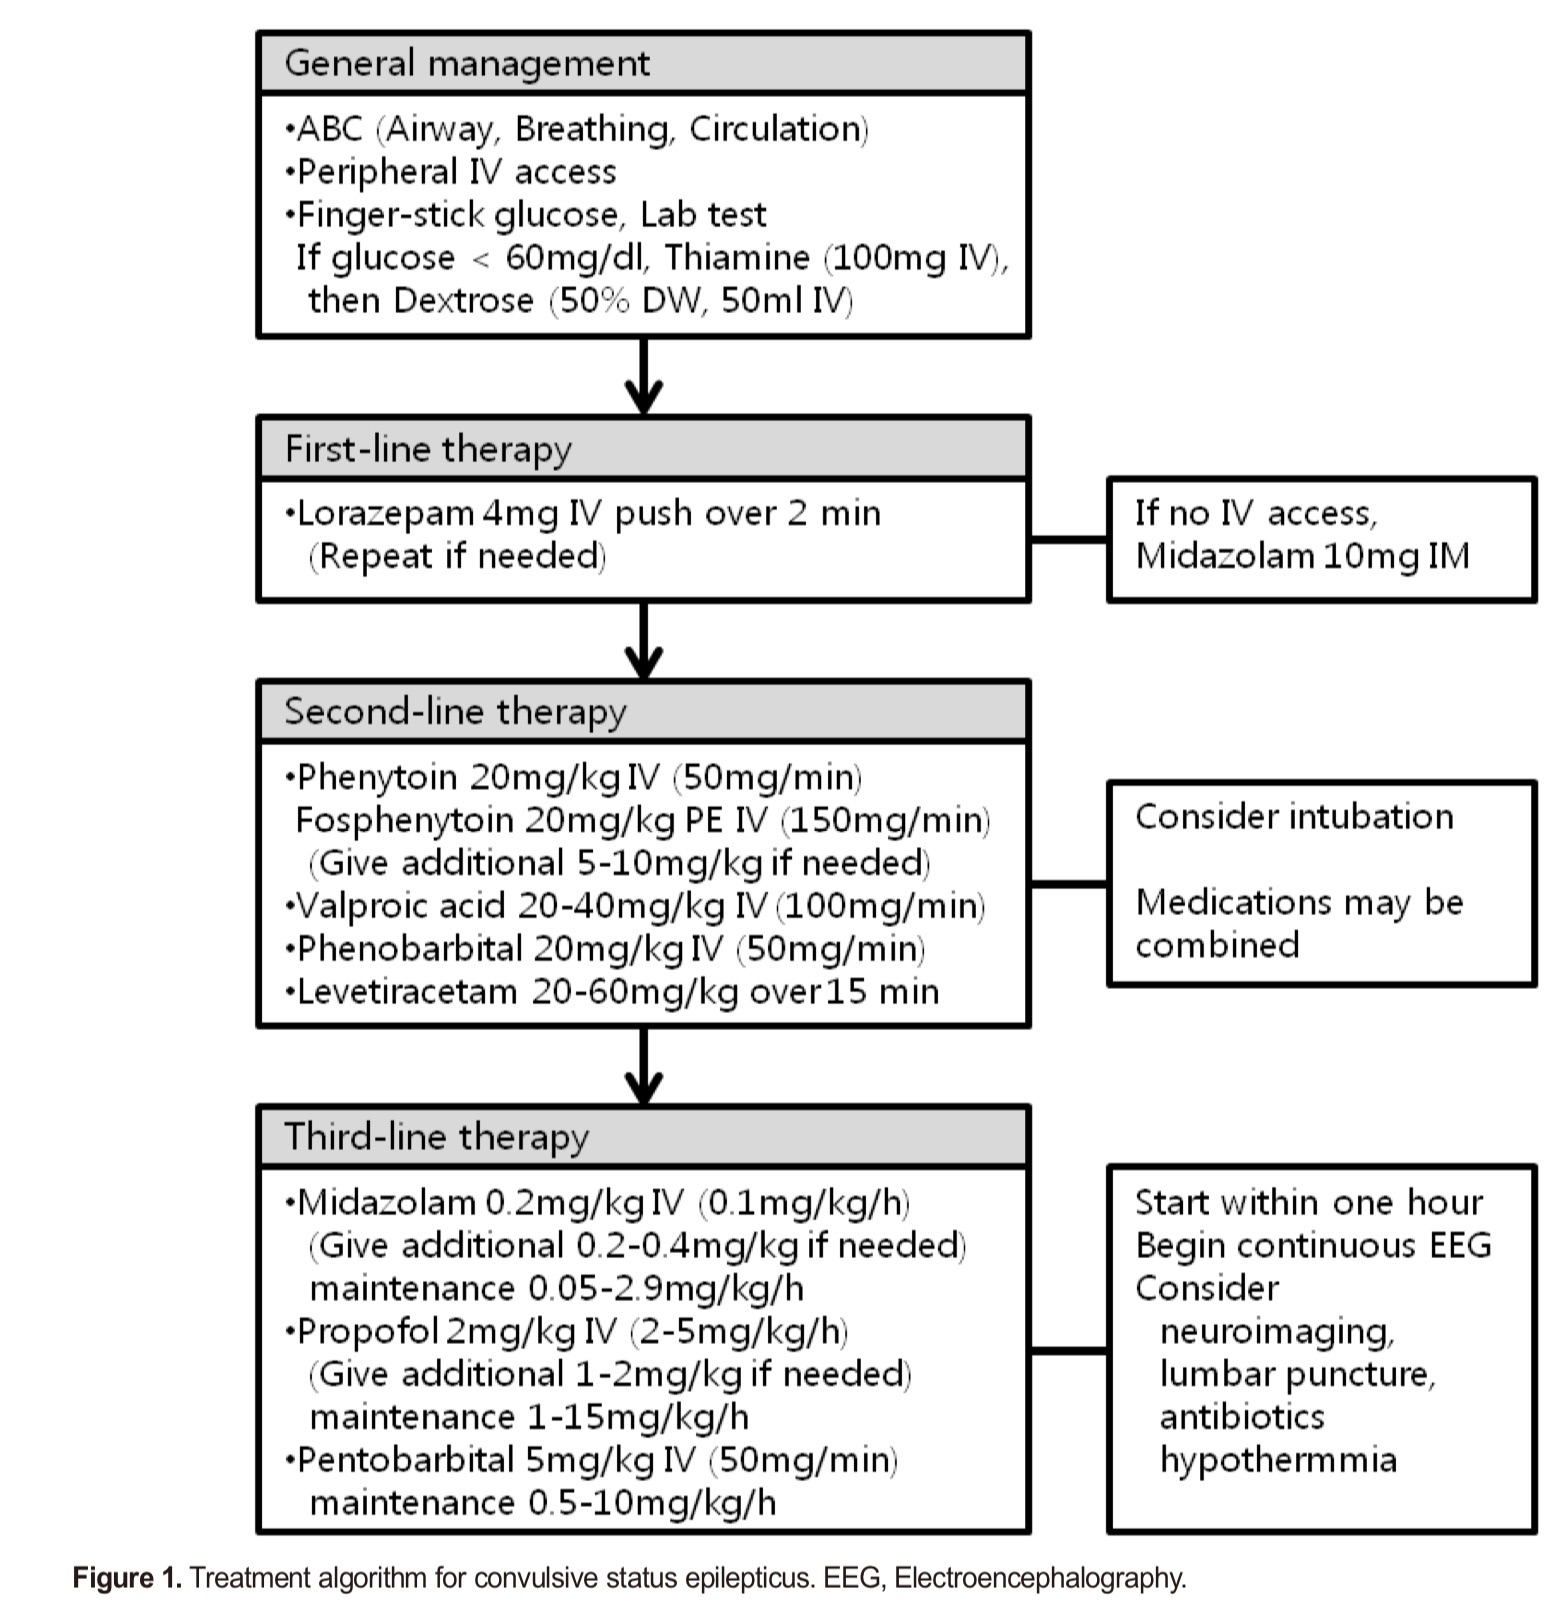 General management
•ABC (Airway, Breathing, Circulation)
•Peripheral IV access
•Finger-stick glucose, Lab test
If glucose < 60mg/dl, Thiamine (100mg IV),
then Dextrose (50% DW, 50ml IV)
First-line therapy
•Lorazepam 4mg IV push over 2 min
(Repeat if needed)
If no IV access,
Midazolam 10mg IM
Second-line therapy
•Phenytoin 20mg/kg IV (50mg/min)
Fosphenytoin 20mg/kg PE IV (150mg/min)
(Give additional 5-10mg/kg if needed)
•Valproic acid 20-40mg/kg IV (100mg/min)
•Phenobarbital 20mg/kg IV (50mg/min)
•Levetiracetam 20-60mg/kg over 15 min
Consider intubation
Medications may be
combined
Third-line therapy
•Midazolam 0.2mg/kg IV (0.1mg/kg/h)
(Give additional 0.2-0.4mg/kg if needed)
maintenance 0.05-2.9mg/kg/h
•Propofol 2mg/kg IV (2-5mg/kg/h)
(Give additional 1-2mg/kg if needed)
maintenance 1-15mg/kg/h
•Pentobarbital 5mg/kg IV (50mg/min)
maintenance 0.5-10mg/kg/h
Start within one hour
Begin continuous EEG
Consider
neuroimaging,
lumbar puncture,
antibiotics
hypothermmia
Figure 1. Treatment algorithm for convulsive status epilepticus. EEG, Electroencephalography.